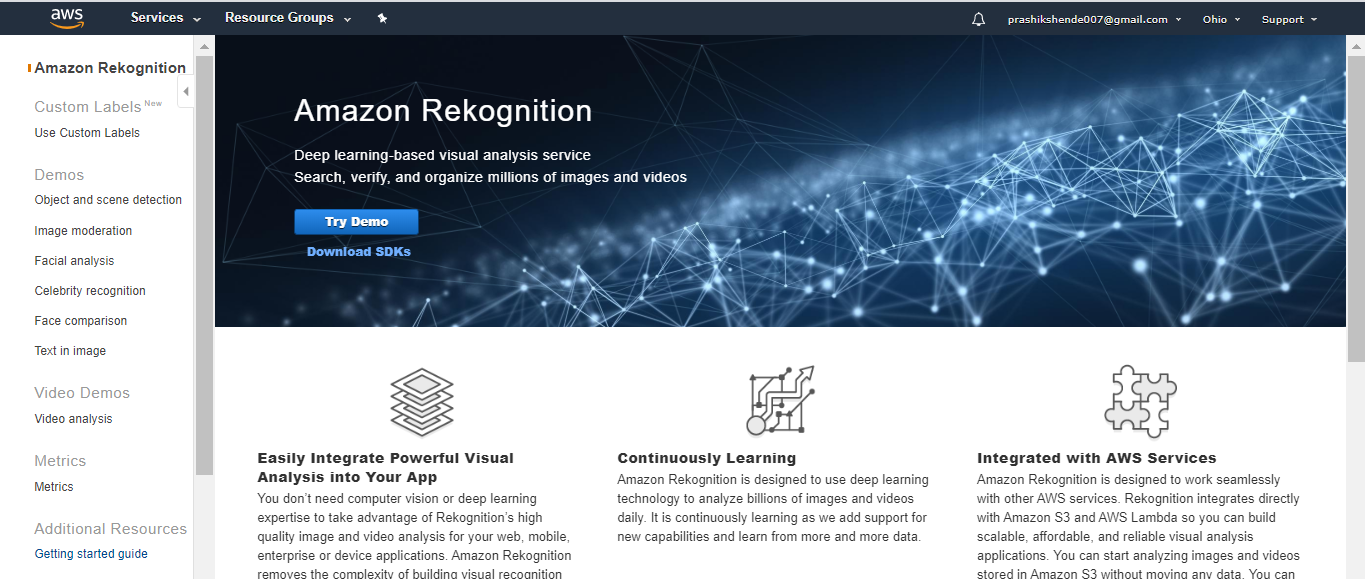 aws
Services
Resource Groups
prashikshende007@gmail.com
Ohio
Support
Amazon Rekognition
Custom Labels New
Use Custom Labels
Demos
Object and scene detection
Image moderation
Facial analysis
Celebrity recognition
Face comparison
Text in image
Video Demos
Video analysis
Metrics
Metrics
Additional Resources
Getting started guide
Amazon Rekognition
Deep learning-based visual analysis service
Search, verify, and organize millions of images and videos
Try Demo
Download SDKs
Easily Integrate Powerful Visual
Analysis into Your App
You don’t need computer vision or deep learning
expertise to take advantage of Rekognition’s high
quality image and video analysis for your web, mobile,
enterprise or device applications. Amazon Rekognition
removes the complexity of building visual recognition
Continuously Learning
Amazon Rekognition is designed to use deep learning
technology to analyze billions of images and videos
daily. It is continuously learning as we add support for
new capabilities and learn from more and more data.
Integrated with AWS Services
Amazon Rekognition is designed to work seamlessly
with other AWS services. Rekognition integrates directly
with Amazon S3 and AWS Lambda so you can build
scalable, affordable, and reliable visual analysis
applications. You can start analyzing images and videos
stored in Amazon S3 without moving any data. You can